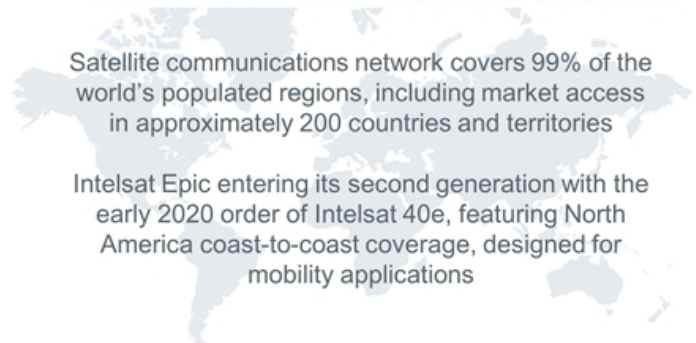 Satellite communications network covers 99% of the
world's populated regions, including market access
in approximately 200 countries and territories
Intelsat Epic entering its second generation with the
early 2020 order of Intelsat 40e, featuring North
America coast-to-coast coverage, designed for
mobility applications